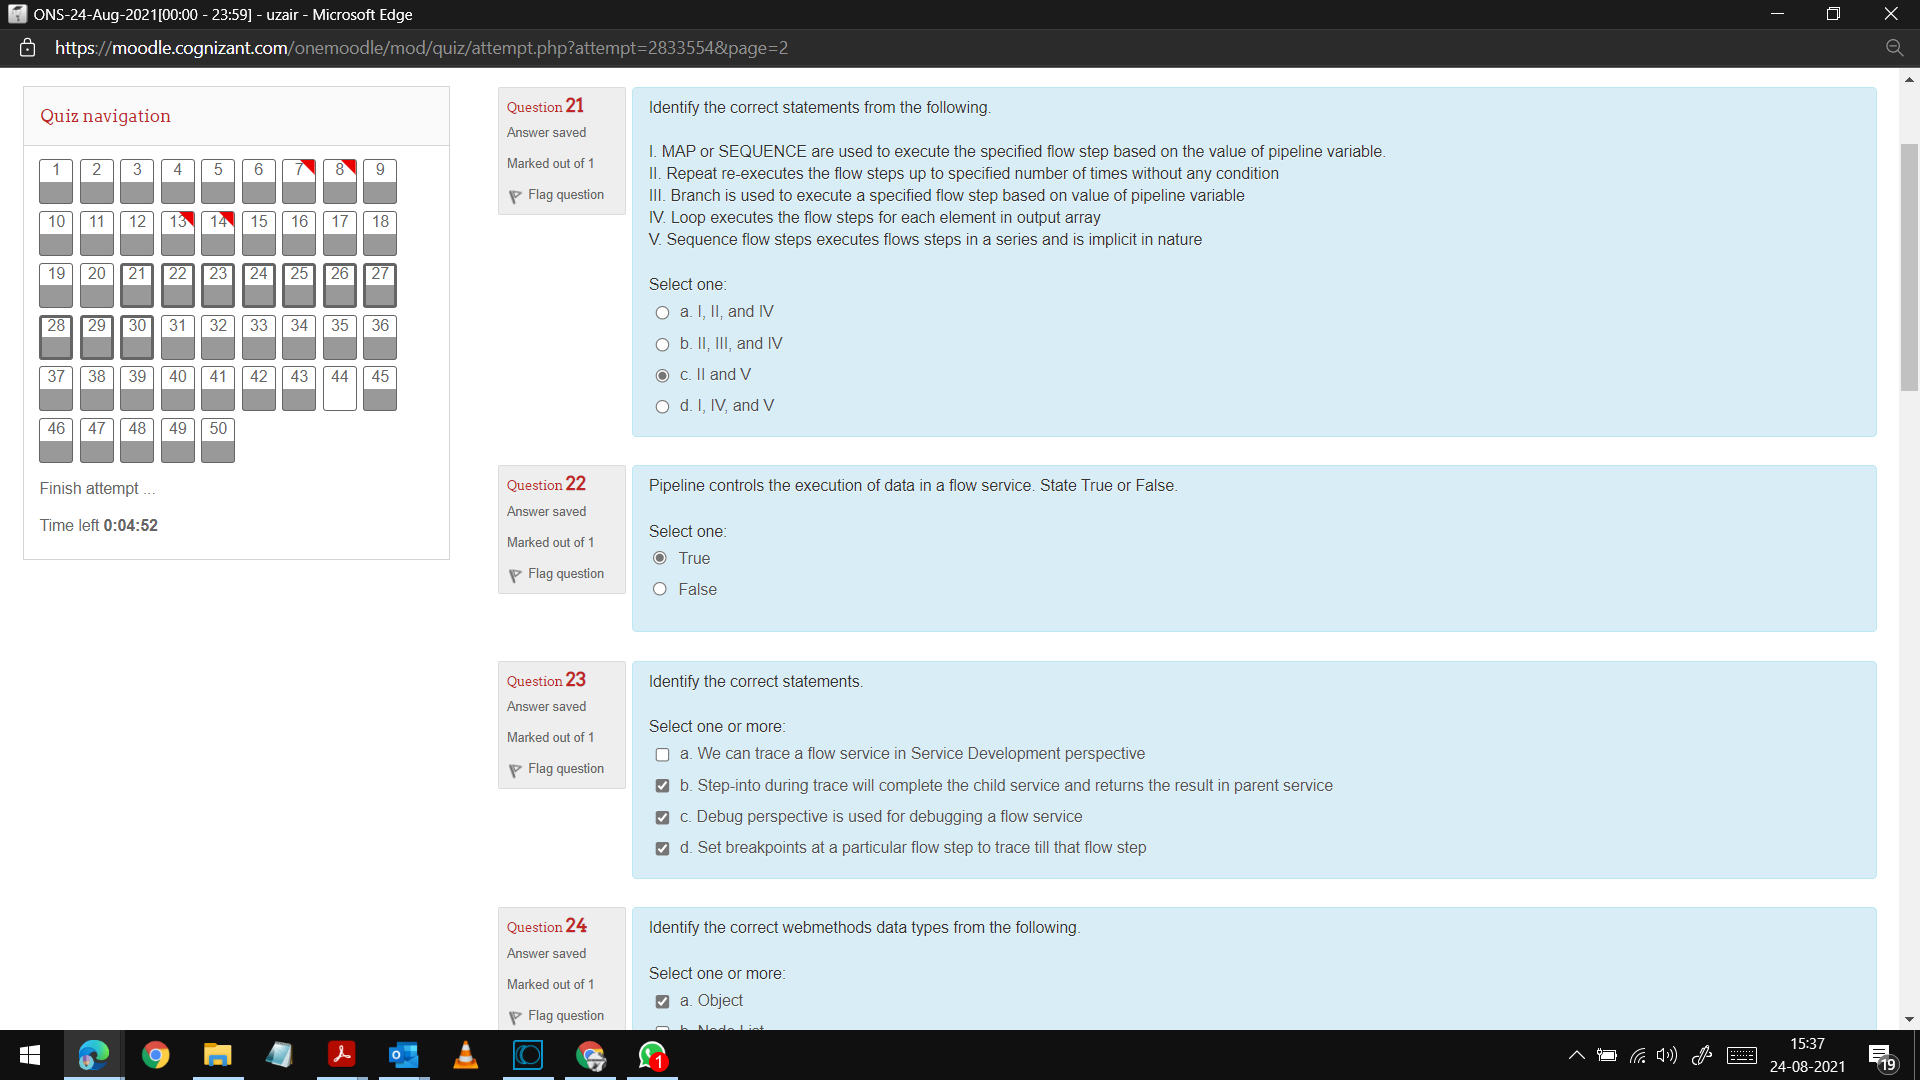 ONS-24-Aug-2021[00:00 - 23:59] - uzair - Microsoft Edge
https://moodle.cognizant.com/onemoodle/mod/quiz/attempt.php?attempt=2833554&page=2
Quiz navigation
1 2 3 4 5 6 7 8 9
10 11 12 13 14 15 16 17 18
19 20 21 22 23 24 25 26 27
28 29 30 31 32 33 34 35 36
37 38 39 40 41 42 43 44 45
46 47 48 49 50
Finish attempt ...
Time left 0:04:52
Question 21
Answer saved
Marked out of 1
Flag question
Identify the correct statements from the following.
I. MAP or SEQUENCE are used to execute the specified flow step based on the value of pipeline variable.
II. Repeat re-executes the flow steps up to specified number of times without any condition
III. Branch is used to execute a specified flow step based on value of pipeline variable
IV. Loop executes the flow steps for each element in output array
V. Sequence flow steps executes flows steps in a series and is implicit in nature
Select one:
a. I, II, and IV
b. II, III, and IV
c. II and V
d. I, IV, and V
Question 22
Answer saved
Marked out of 1
Flag question
Pipeline controls the execution of data in a flow service. State True or False.
Select one:
True
False
Question 23
Answer saved
Marked out of 1
Flag question
Identify the correct statements.
Select one or more:
a. We can trace a flow service in Service Development perspective
b. Step-into during trace will complete the child service and returns the result in parent service
c. Debug perspective is used for debugging a flow service
d. Set breakpoints at a particular flow step to trace till that flow step
Question 24
Answer saved
Marked out of 1
Flag question
Identify the correct webmethods data types from the following.
Select one or more:
a. Object
b. Node List
1
15:37
24-08-2021
19